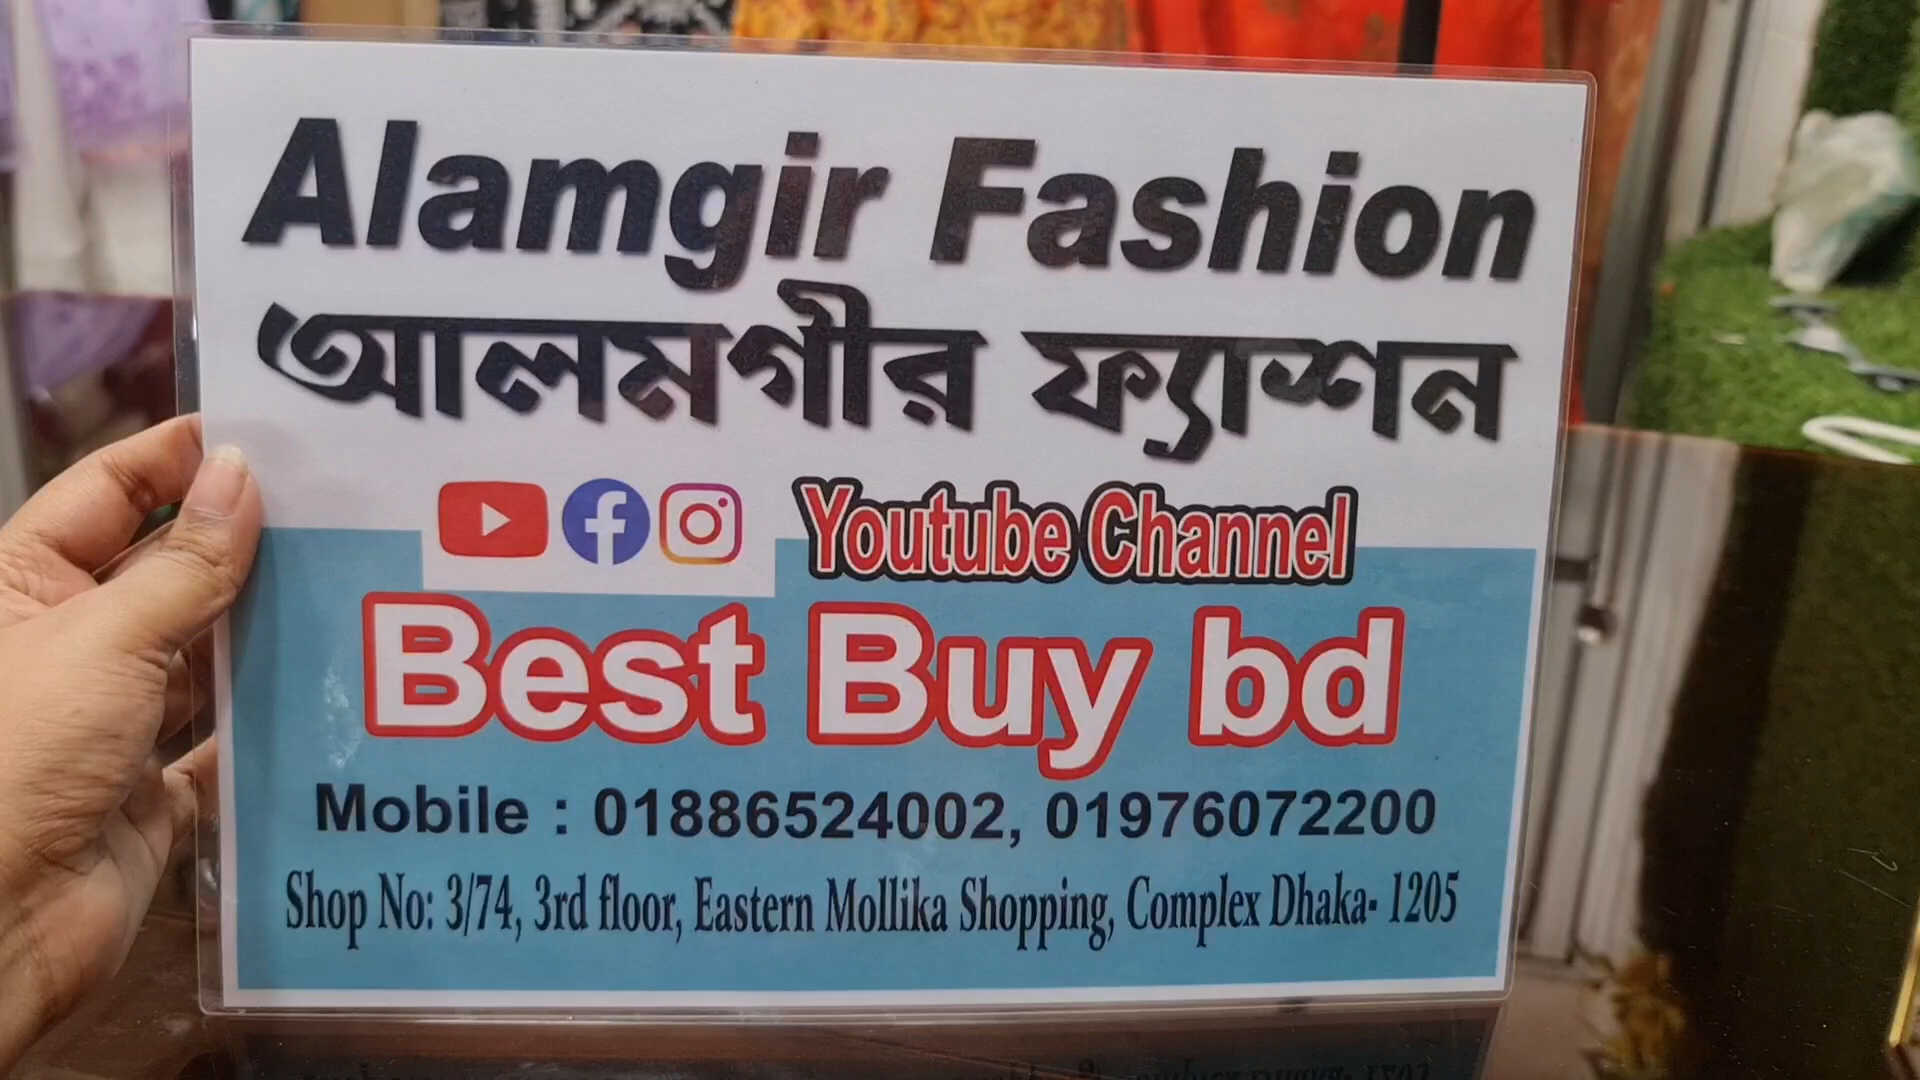 Alamgir Fashion
আলমগীর ফ্যাশন
Youtube Channel
Best Buy bd
Mobile : 01886524002, 01976072200
Shop No: 3/74, 3rd floor, Eastern Mollika Shopping, Complex Dhaka- 1205